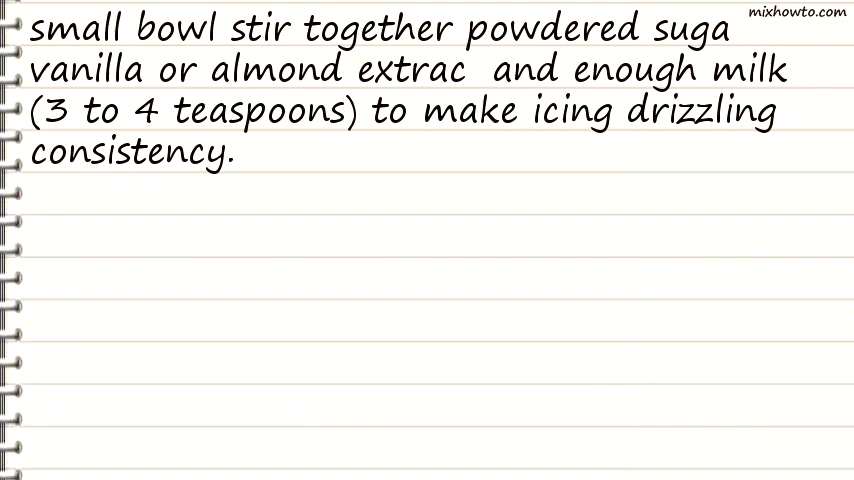 mixhowto.com
small bowl stir together powdered suga
vanilla or almond extrac  and enough milk
(3 to 4 teaspoons) to make icing drizzling
consistency.